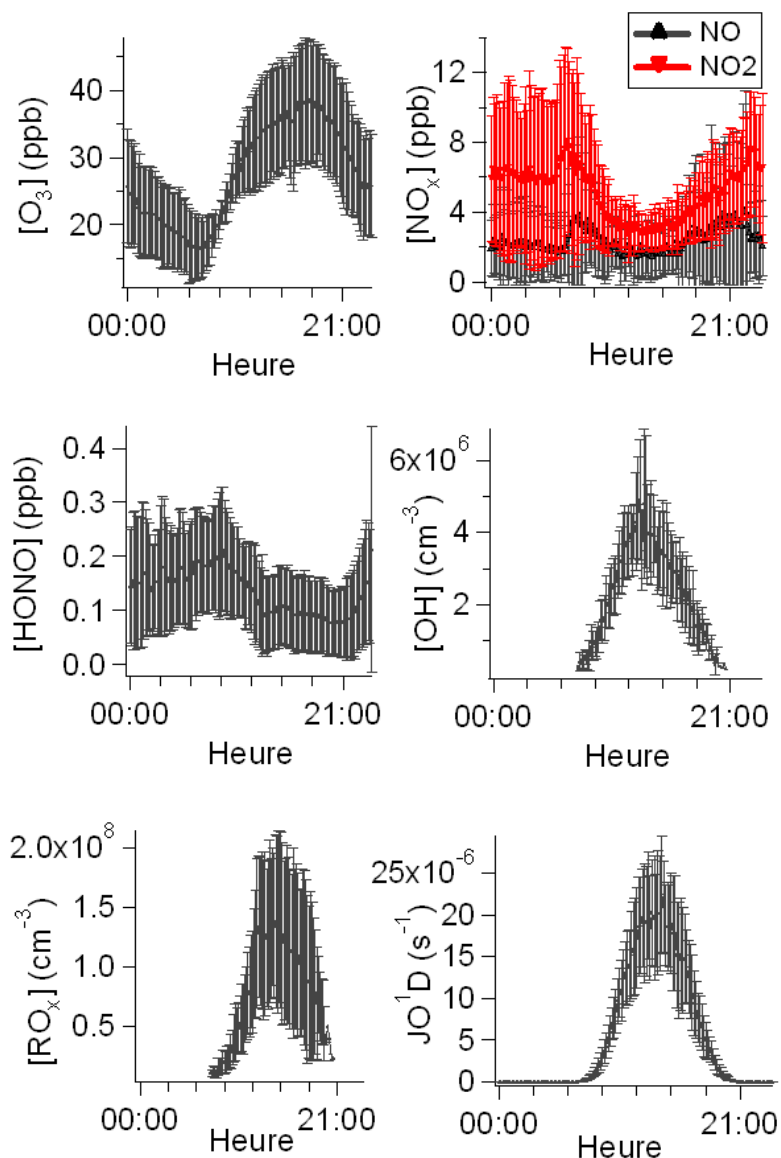 [O₃] (ppb)
40
30
20
00:00 21:00
Heure
NO
NO2
[NOₓ] (ppb)
12
8
4
0
00:00 21:00
Heure
[HONO] (ppb)
0.4
0.3
0.2
0.1
0.0
00:00 21:00
Heure
[OH] (cm⁻³)
6x10⁶
4
2
00:00 21:00
Heure
[ROₓ] (cm⁻³)
2.0x10⁸
1.5
1.0
0.5
00:00 21:00
Heure
JO¹D (s⁻¹)
25x10⁻⁶
20
15
10
5
0
00:00 21:00
Heure